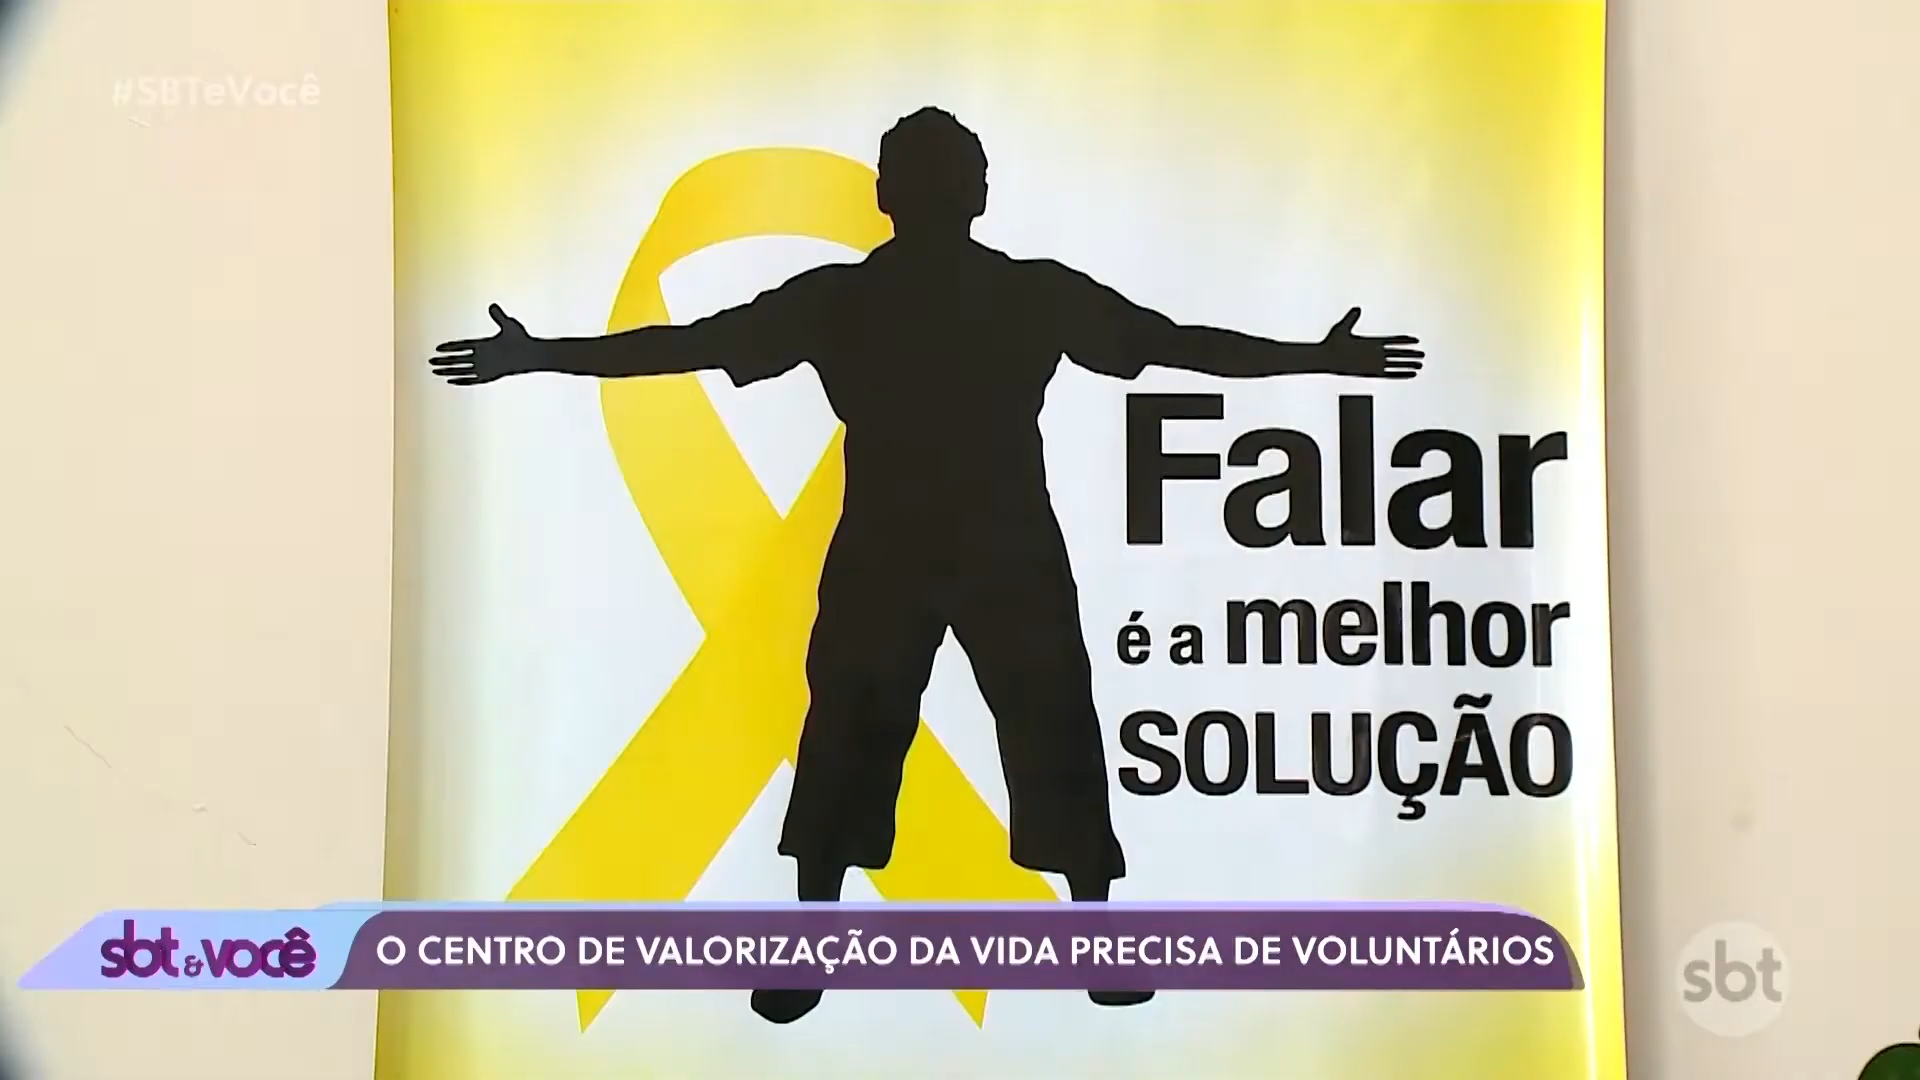 #SBTeVocê
Falar
é a melhor
SOLUÇÃO
sbt&você
O CENTRO DE VALORIZAÇÃO DA VIDA PRECISA DE VOLUNTÁRIOS
sbt